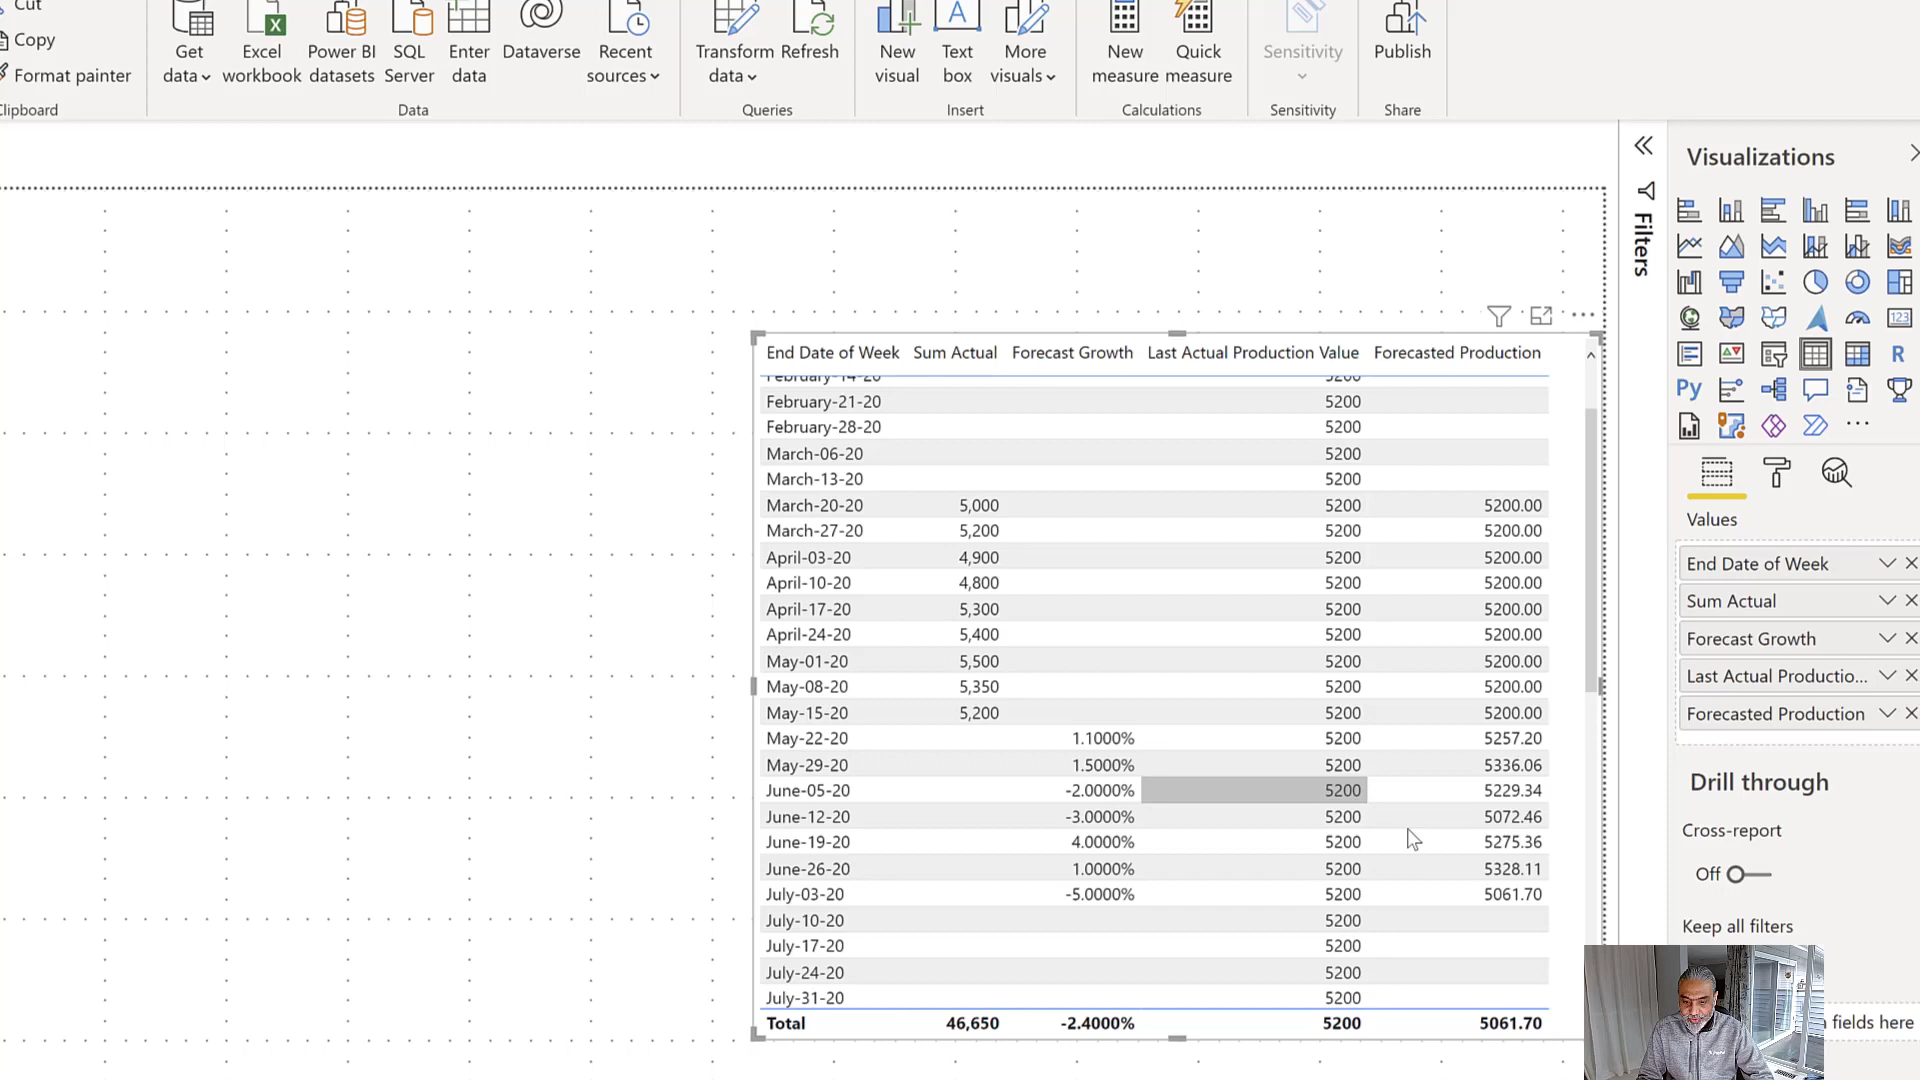 Cut
Copy
Format painter
Clipboard
Get data
Excel workbook
Power BI datasets
SQL Server
Enter data
Dataverse
Recent sources
Data
Transform data
Refresh
Queries
New visual
A
Text box
More visuals
Insert
New measure
Quick measure
Calculations
Sensitivity
Sensitivity
Publish
Share
Filters
Visualizations
123
R
Py
Values
End Date of Week
Sum Actual
Forecast Growth
Last Actual Productio...
Forecasted Production
Drill through
Cross-report
Off
Keep all filters
fields here
End Date of Week Sum Actual Forecast Growth Last Actual Production Value Forecasted Production
February-14-20 5200
February-21-20 5200
February-28-20 5200
March-06-20 5200
March-13-20 5200
March-20-20 5,000 5200 5200.00
March-27-20 5,200 5200 5200.00
April-03-20 4,900 5200 5200.00
April-10-20 4,800 5200 5200.00
April-17-20 5,300 5200 5200.00
April-24-20 5,400 5200 5200.00
May-01-20 5,500 5200 5200.00
May-08-20 5,350 5200 5200.00
May-15-20 5,200 5200 5200.00
May-22-20 1.1000% 5200 5257.20
May-29-20 1.5000% 5200 5336.06
June-05-20 -2.0000% 5200 5229.34
June-12-20 -3.0000% 5200 5072.46
June-19-20 4.0000% 5200 5275.36
June-26-20 1.0000% 5200 5328.11
July-03-20 -5.0000% 5200 5061.70
July-10-20 5200
July-17-20 5200
July-24-20 5200
July-31-20 5200
Total 46,650 -2.4000% 5200 5061.70